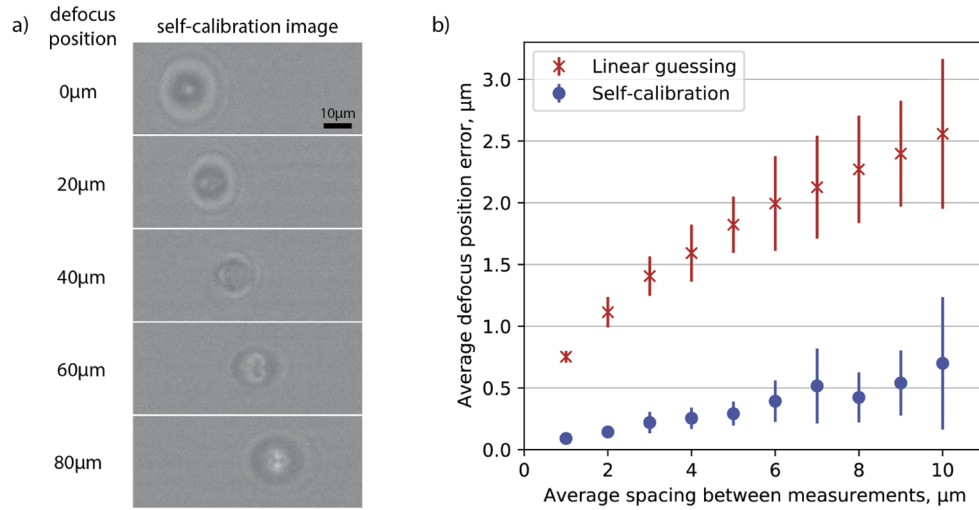 a)
defocus
position
self-calibration image
0μm
10μm
20μm
40μm
60μm
80μm
b)
Average defocus position error, μm
3.0
2.5
2.0
1.5
1.0
0.5
0.0
Linear guessing
Self-calibration
0 2 4 6 8 10
Average spacing between measurements, μm